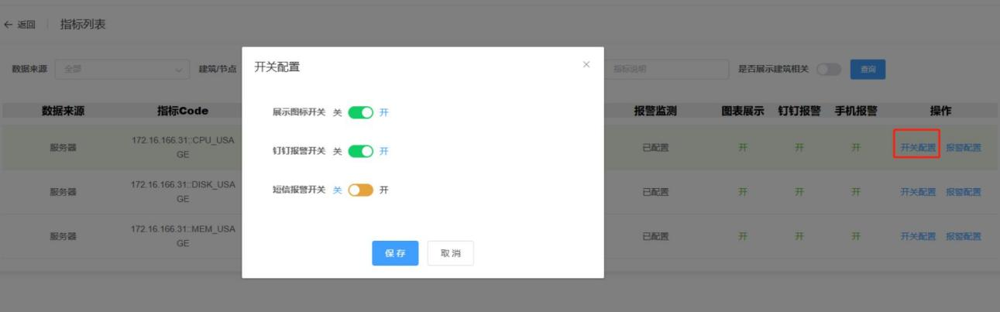 ← 返回 指标列表
数据来源 全部 建筑/节点 指标说明 是否展示建筑相关 查询
数据来源 指标Code 报警监测 图表展示 钉钉报警 手机报警 操作
服务器 172.16.166.31::CPU_USA
GE 已配置 开 开 开 开关配置 报警配置
服务器 172.16.166.31::DISK_USA
GE 已配置 开 开 开 开关配置 报警配置
服务器 172.16.166.31::MEM_USA
GE 已配置 开 开 开 开关配置 报警配置
开关配置
展示图标开关 关 开
钉钉报警开关 关 开
短信报警开关 关 开
保存 取消